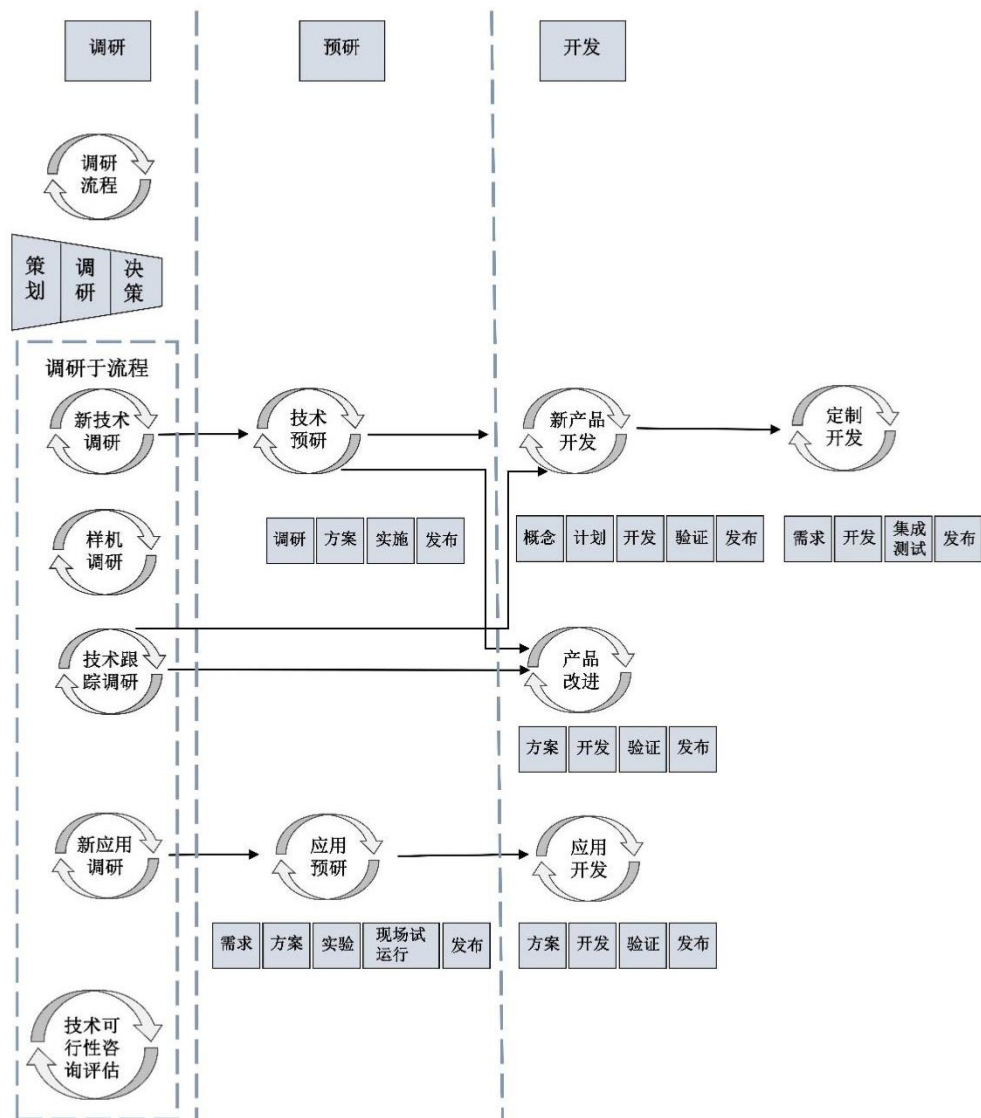 调研
预研
开发
调研
流程
策划
调研
决策
调研于流程
新技术
调研
技术
预研
新产品
开发
定制
开发
样机
调研
调研
方案
实施
发布
概念
计划
开发
验证
发布
需求
开发
集成
测试
发布
技术跟
踪调研
产品
改进
方案
开发
验证
发布
新应用
调研
应用
预研
应用
开发
需求
方案
实验
现场试
运行
发布
方案
开发
验证
发布
技术可
行性咨
询评估